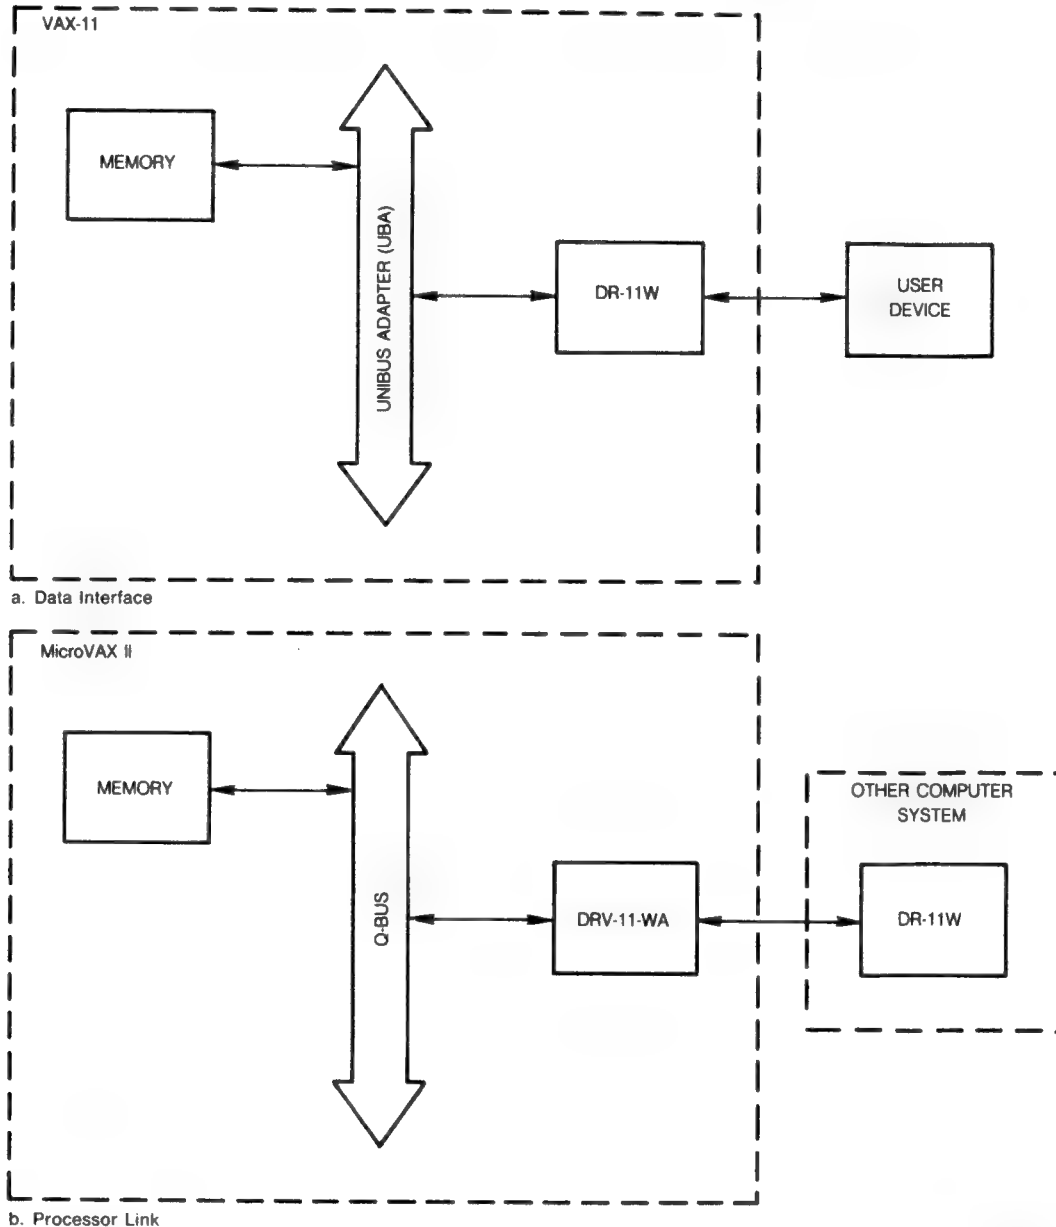 VAX-11
MEMORY
UNIBUS ADAPTER (UBA)
DR-11W
USER
DEVICE
a. Data Interface
MicroVAX II
MEMORY
Q-BUS
DRV-11-WA
OTHER COMPUTER
SYSTEM
DR-11W
b. Processor Link